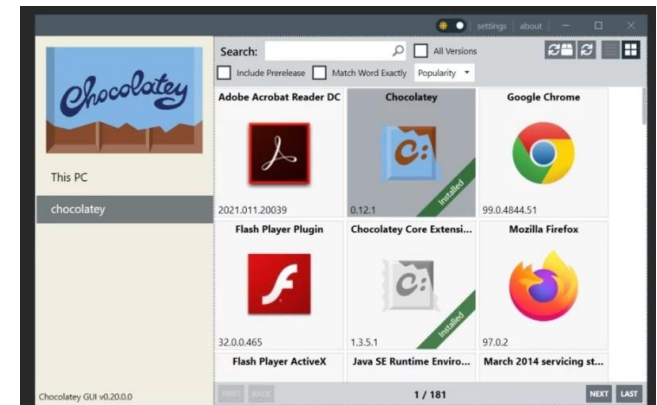 settings about
Search: All Versions
Include Prerelease Match Word Exactly Popularity
Chocolatey
This PC
chocolatey
Adobe Acrobat Reader DC Chocolatey Google Chrome
C:
Installed
2021.011.20039 0.12.1 99.0.4844.51
Flash Player Plugin Chocolatey Core Extensi... Mozilla Firefox
C:
Installed
32.0.0.465 1.3.5.1 97.0.2
Flash Player ActiveX Java SE Runtime Enviro... March 2014 servicing st...
Chocolatey GUI v0.20.0.0
FIRST BACK 1 / 181 NEXT LAST